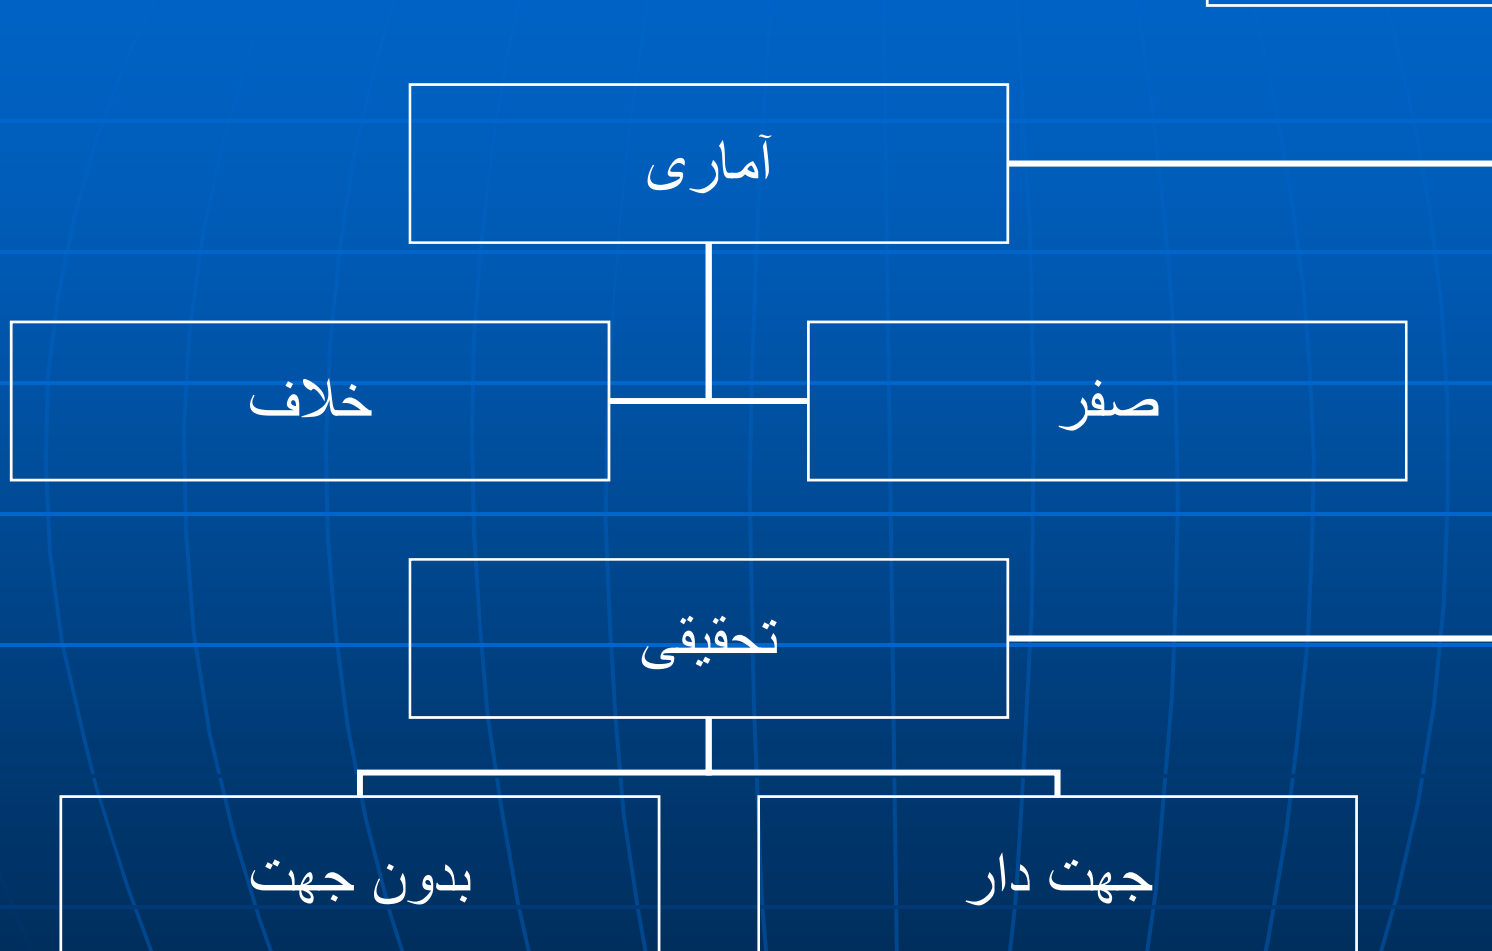 آماری
صفر
خلاف
تحقیقی
جهت دار
بدون جهت